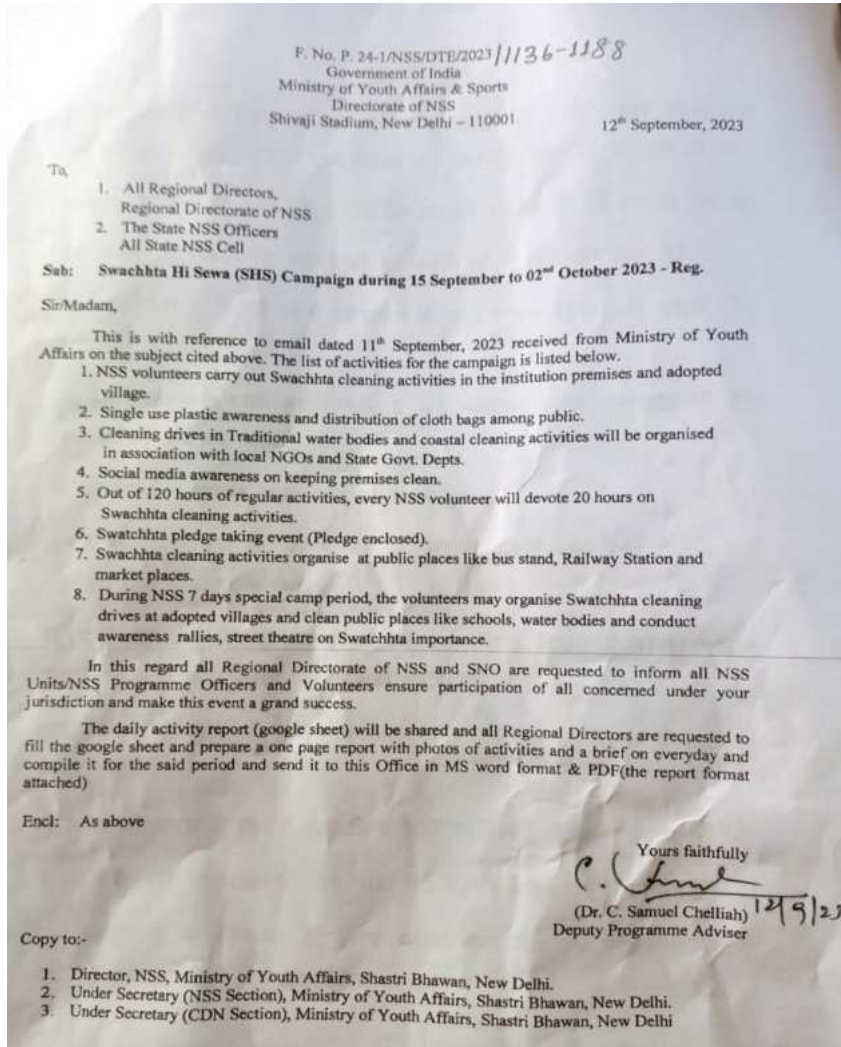 F. No. P. 24-1/NSS/DTE/2023/1136-1188
Government of India
Ministry of Youth Affairs & Sports
Directorate of NSS
Shivaji Stadium, New Delhi – 110001
12th September, 2023
To,
1. All Regional Directors,
Regional Directorate of NSS
2. The State NSS Officers
All State NSS Cell
Sub: Swachhta Hi Sewa (SHS) Campaign during 15 September to 02nd October 2023 - Reg.
Sir/Madam,
This is with reference to email dated 11th September, 2023 received from Ministry of Youth
Affairs on the subject cited above. The list of activities for the campaign is listed below.
1. NSS volunteers carry out Swachhta cleaning activities in the institution premises and adopted
village.
2. Single use plastic awareness and distribution of cloth bags among public.
3. Cleaning drives in Traditional water bodies and coastal cleaning activities will be organised
in association with local NGOs and State Govt. Depts.
4. Social media awareness on keeping premises clean.
5. Out of 120 hours of regular activities, every NSS volunteer will devote 20 hours on
Swachhta cleaning activities.
6. Swatchhta pledge taking event (Pledge enclosed).
7. Swachhta cleaning activities organise at public places like bus stand, Railway Station and
market places.
8. During NSS 7 days special camp period, the volunteers may organise Swatchhta cleaning
drives at adopted villages and clean public places like schools, water bodies and conduct
awareness rallies, street theatre on Swatchhta importance.
In this regard all Regional Directorate of NSS and SNO are requested to inform all NSS
Units/NSS Programme Officers and Volunteers ensure participation of all concerned under your
jurisdiction and make this event a grand success.
The daily activity report (google sheet) will be shared and all Regional Directors are requested to
fill the google sheet and prepare a one page report with photos of activities and a brief on everyday and
compile it for the said period and send it to this Office in MS word format & PDF(the report format
attached)
Encl: As above
Yours faithfully
(Dr. C. Samuel Chelliah) 12/9/23
Deputy Programme Adviser
Copy to:-
1. Director, NSS, Ministry of Youth Affairs, Shastri Bhawan, New Delhi.
2. Under Secretary (NSS Section), Ministry of Youth Affairs, Shastri Bhawan, New Delhi.
3. Under Secretary (CDN Section), Ministry of Youth Affairs, Shastri Bhawan, New Delhi